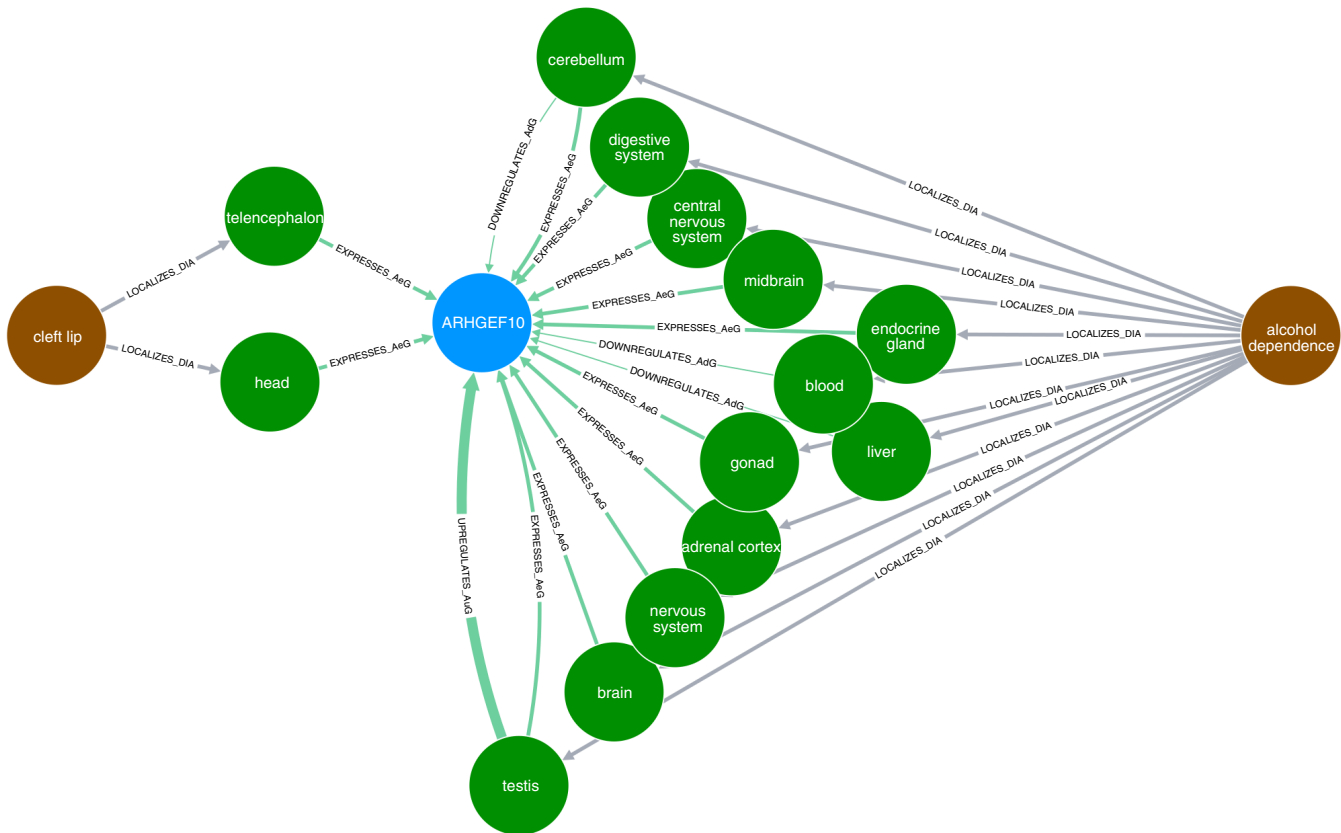 cerebellum
digestive
system
central
nervous
system
midbrain
endocrine
gland
blood
liver
gonad
adrenal cortex
nervous
system
brain
testis
telencephalon
head
cleft lip
ARHGEF10
alcohol
dependence
LOCALIZES_DIA
LOCALIZES_DIA
EXPRESSES_AeG
EXPRESSES_AeG
DOWNREGULATES_AdG
EXPRESSES_AeG
EXPRESSES_AeG
EXPRESSES_AeG
EXPRESSES_AeG
EXPRESSES_AeG
DOWNREGULATES_AdG
DOWNREGULATES_AdG
EXPRESSES_AeG
EXPRESSES_AeG
EXPRESSES_AeG
EXPRESSES_AeG
EXPRESSES_AeG
UPREGULATES_AuG
LOCALIZES_DIA
LOCALIZES_DIA
LOCALIZES_DIA
LOCALIZES_DIA
LOCALIZES_DIA
LOCALIZES_DIA
LOCALIZES_DIA
LOCALIZES_DIA
LOCALIZES_DIA
LOCALIZES_DIA
LOCALIZES_DIA
LOCALIZES_DIA